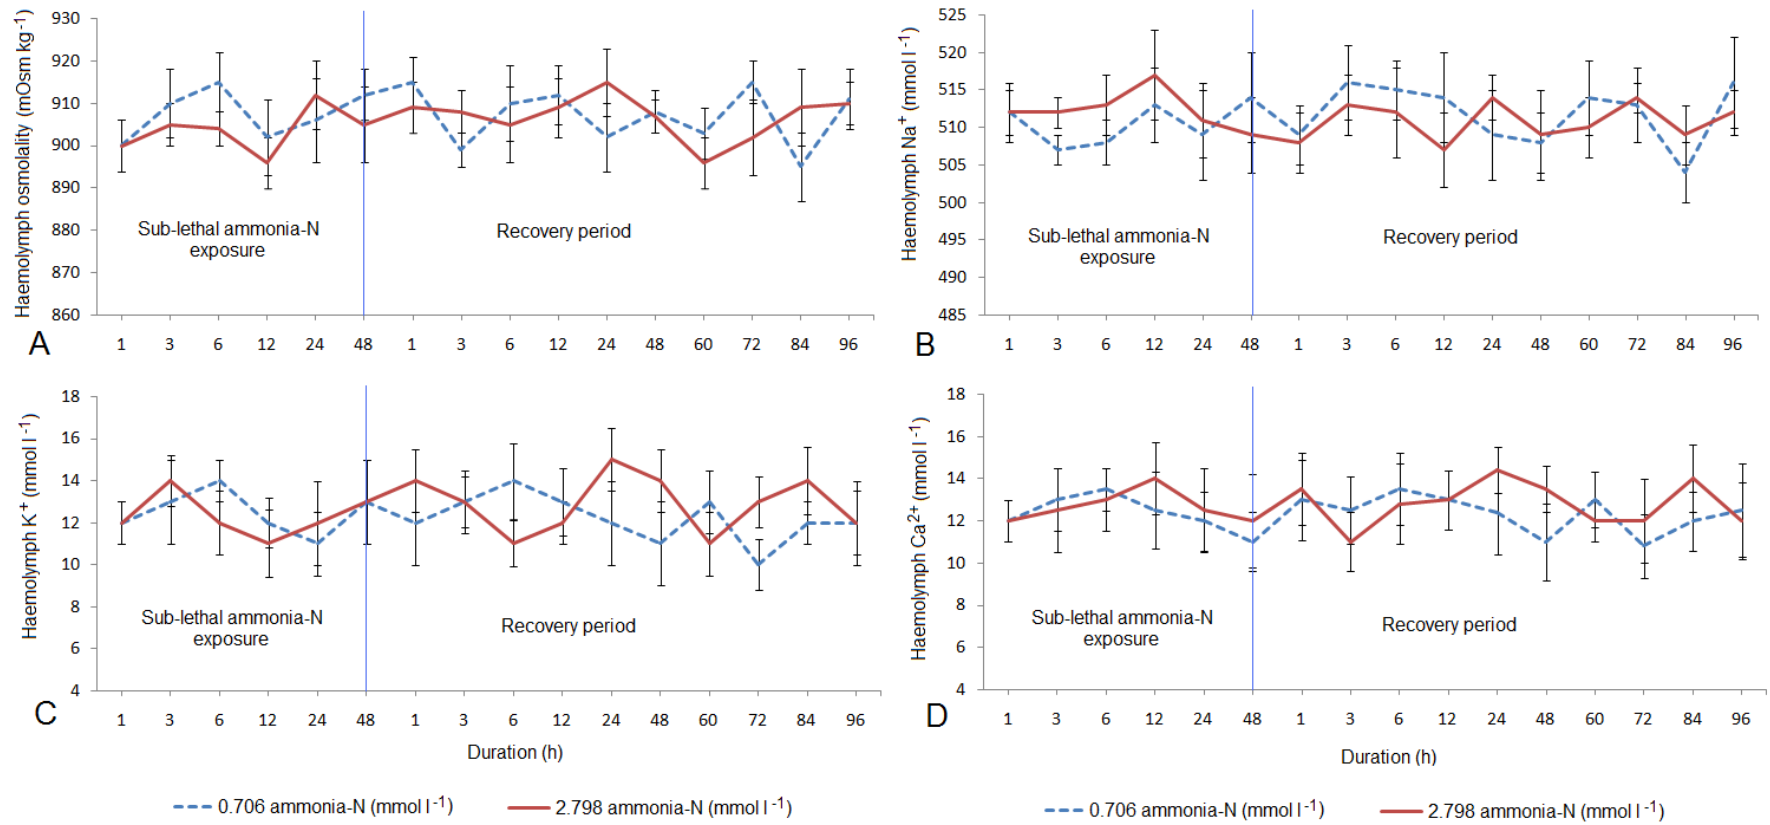 Haemolymph osmolality (mOsm kg-1)
930
920
910
900
890
880
870
860
Sub-lethal ammonia-N
exposure
Recovery period
A
1 3 6 12 24 48 1 3 6 12 24 48 60 72 84 96
Haemolymph Na+ (mmol l-1)
525
520
515
510
505
500
495
490
485
Sub-lethal ammonia-N
exposure
Recovery period
B
1 3 6 12 24 48 1 3 6 12 24 48 60 72 84 96
Haemolymph K+ (mmol l-1)
18
16
14
12
10
8
6
4
Sub-lethal ammonia-N
exposure
Recovery period
C
1 3 6 12 24 48 1 3 6 12 24 48 60 72 84 96
Duration (h)
0.706 ammonia-N (mmol l-1)
2.798 ammonia-N (mmol l-1)
Haemolymph Ca2+ (mmol l-1)
18
16
14
12
10
8
6
4
Sub-lethal ammonia-N
exposure
Recovery period
D
1 3 6 12 24 48 1 3 6 12 24 48 60 72 84 96
Duration (h)
0.706 ammonia-N (mmol l-1)
2.798 ammonia-N (mmol l-1)